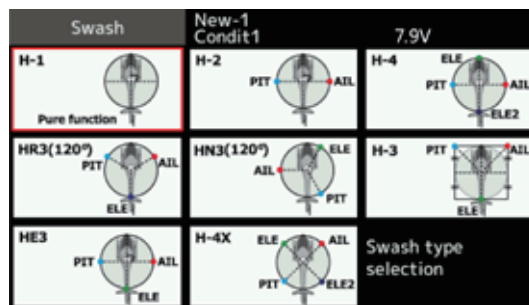 Swash
New-1
Condit1
7.9V
H-1
Pure function
H-2
PIT
AIL
H-4
ELE
PIT
AIL
ELE2
HR3(120°)
PIT
AIL
ELE
HN3(120°)
ELE
AIL
PIT
H-3
PIT
AIL
ELE
HE3
PIT
AIL
ELE
H-4X
ELE
AIL
PIT
ELE2
Swash type
selection